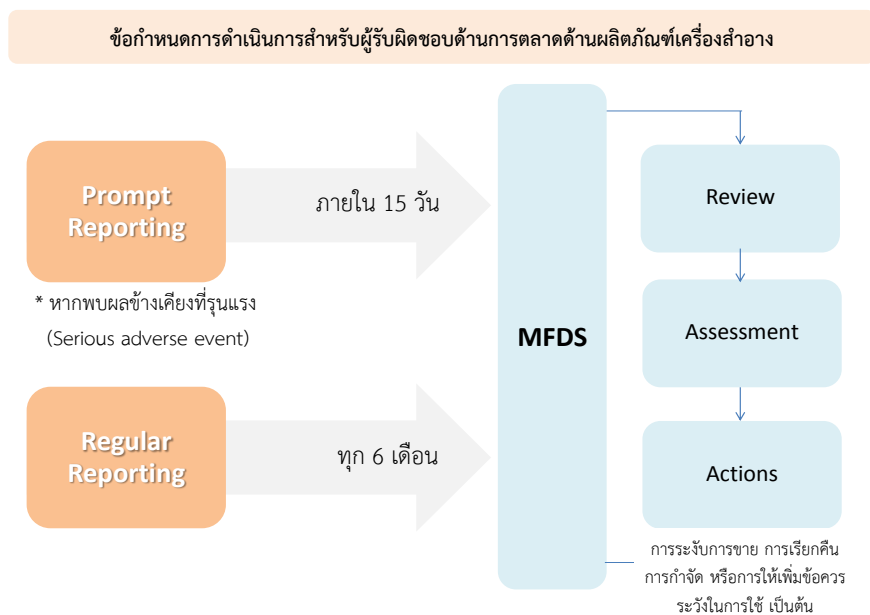 ข้อกำหนดการดำเนินการสำหรับผู้รับผิดชอบด้านการตลาดด้านผลิตภัณฑ์เครื่องสำอาง
Prompt
Reporting
ภายใน 15 วัน
* หากพบผลข้างเคียงที่รุนแรง
(Serious adverse event)
Regular
Reporting
ทุก 6 เดือน
MFDS
Review
Assessment
Actions
การระงับการขาย การเรียกคืน
การกำจัด หรือการให้เพิ่มข้อควร
ระวังในการใช้ เป็นต้น